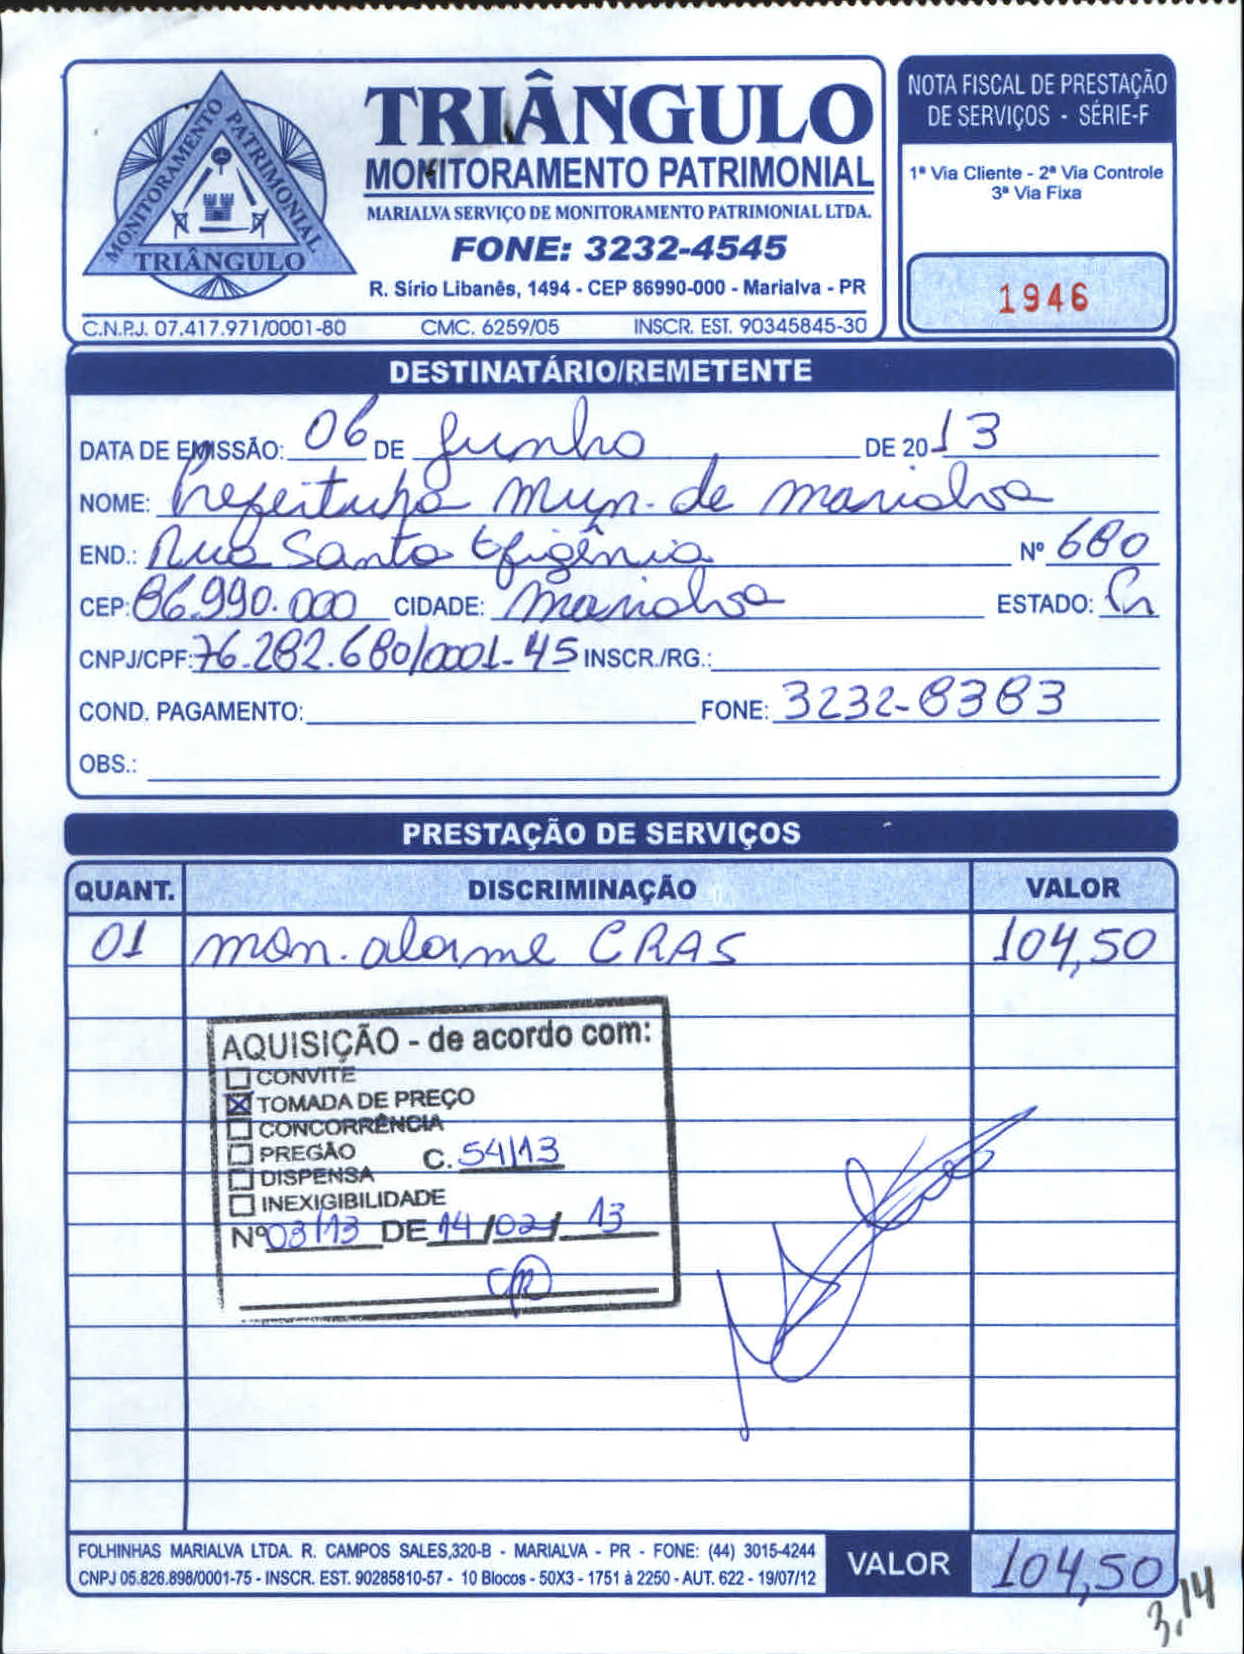 MONITORAMENTO PATRIMONIAL
TRIÂNGULO
TRIÂNGULO
MONITORAMENTO PATRIMONIAL
MARIALVA SERVIÇO DE MONITORAMENTO PATRIMONIAL LTDA.
FONE: 3232-4545
R. Sírio Libanês, 1494 - CEP 86990-000 - Marialva - PR
C.N.P.J. 07.417.971/0001-80 CMC. 6259/05 INSCR. EST. 90345845-30
NOTA FISCAL DE PRESTAÇÃO
DE SERVIÇOS - SÉRIE-F
1ª Via Cliente - 2ª Via Controle
3ª Via Fixa
1946
DESTINATÁRIO/REMETENTE
DATA DE EMISSÃO: 06 DE Junho DE 2013
NOME: Prefeitura Mun. de Marialva
END.: Rua Santa Efigênia Nº 680
CEP: 86.990.000 CIDADE: Marialva ESTADO: Pr
CNPJ/CPF: 76.282.680/0001-45 INSCR./RG.:
COND. PAGAMENTO: FONE: 3232-8383
OBS.:
PRESTAÇÃO DE SERVIÇOS
QUANT. DISCRIMINAÇÃO VALOR
01 mon. alarme CRAS 104,50
AQUISIÇÃO - de acordo com:
CONVITE
TOMADA DE PREÇO
CONCORRÊNCIA
PREGÃO C. 54/13
DISPENSA
INEXIGIBILIDADE
Nº 03/13 DE 14/02/13
FOLHINHAS MARIALVA LTDA. R. CAMPOS SALES,320-B - MARIALVA - PR - FONE: (44) 3015-4244
CNPJ 05.826.898/0001-75 - INSCR. EST. 90285810-57 - 10 Blocos - 50X3 - 1751 à 2250 - AUT. 622 - 19/07/12
VALOR 104,50
3,14